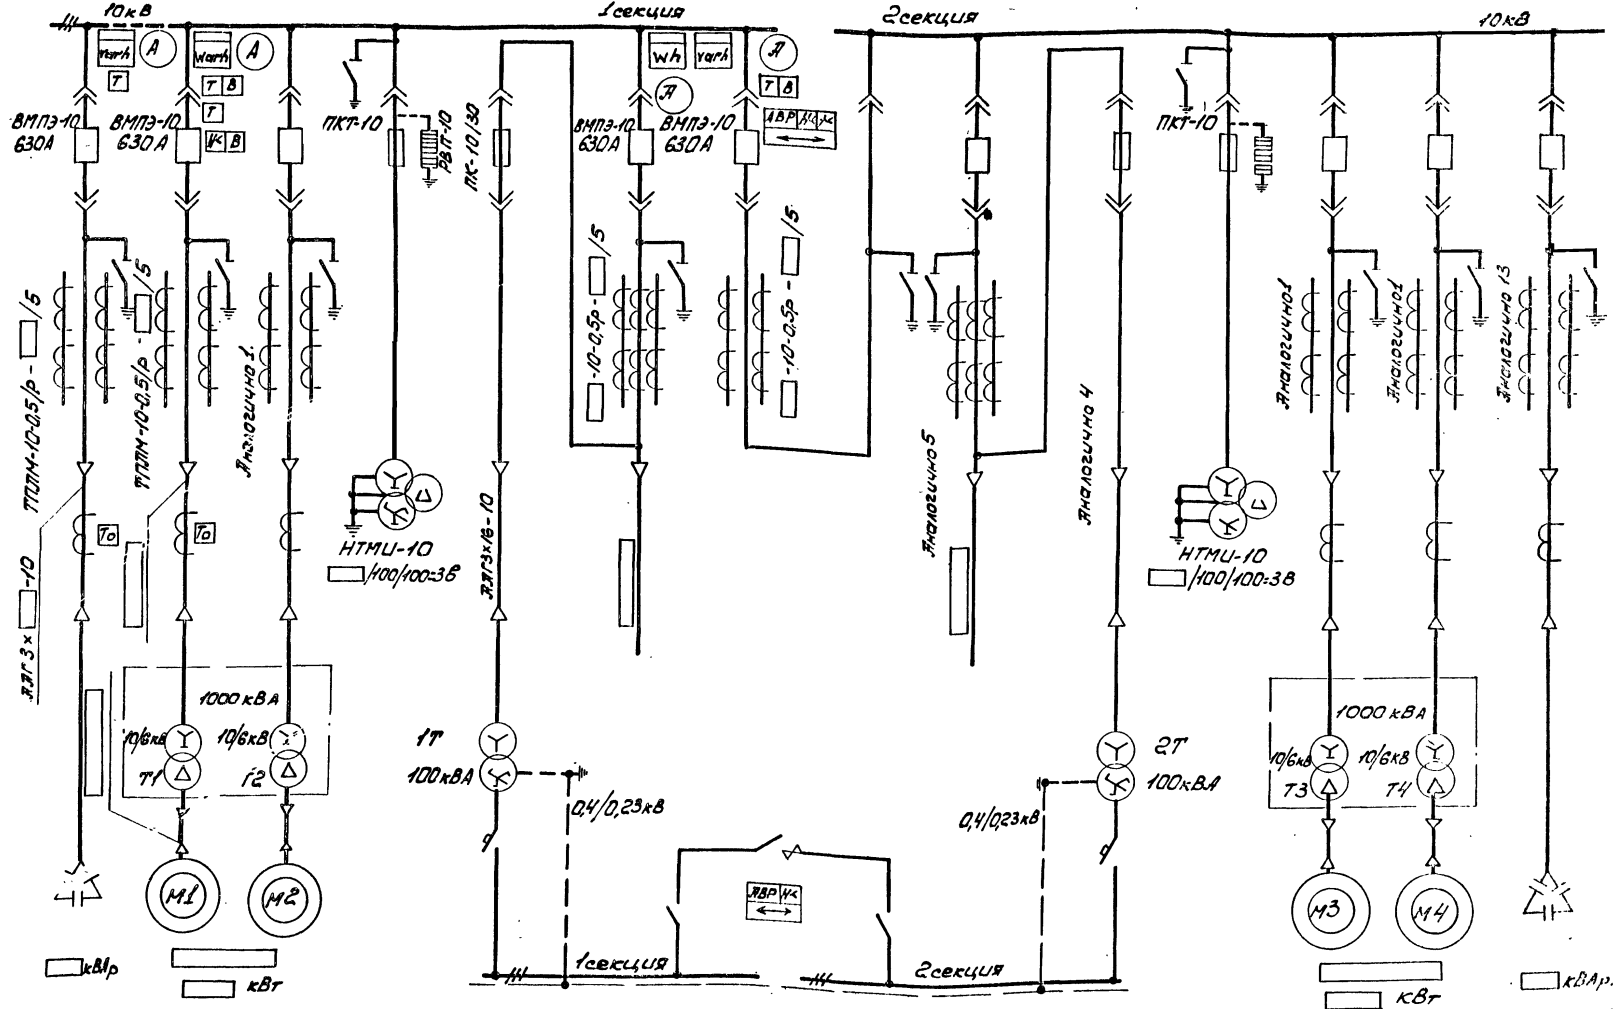 10кВ
1секция
2секция
10кВ
varh
A
varh
A
Wh
varh
A
A
T
T B
T
И< B
T B
АВР И< И<
ВМПЭ-10
630А
ВМПЭ-10
630А
ПКТ-10
РВП-10
ПК-10/30
ВМПЭ-10
630А
ВМПЭ-10
630А
ПКТ-10
ТПЛМ-10-0,5/Р - /5
ТПЛМ-10-0,5/Р - /5
Аналогично 1.
-10-0,5Р - /5
-10-0,5Р - /5
Аналогично 5
Аналогично 4
Аналогично 1
Аналогично 1
Аналогично 13
То
То
ААГ 3х -10
НТМИ-10
/100/100:3В
ААГ3х16-10
НТМИ-10
/100/100:3В
1000кВА
10/6кВ
10/6кВ
Т1
Т2
1Т
100кВА
0,4/0,23кВ
2Т
100кВА
0,4/0,23кВ
1000кВА
10/6кВ
10/6кВ
Т3
Т4
М1
М2
АВР И<
М3
М4
кВАр
кВт
1секция
2секция
кВт
кВАр.